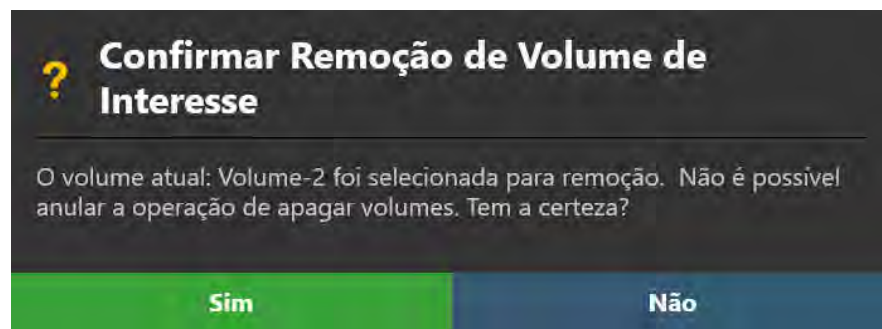 ?
Confirmar Remoção de Volume de
Interesse
O volume atual: Volume-2 foi selecionada para remoção.  Não é possível
anular a operação de apagar volumes. Tem a certeza?
Sim
Não